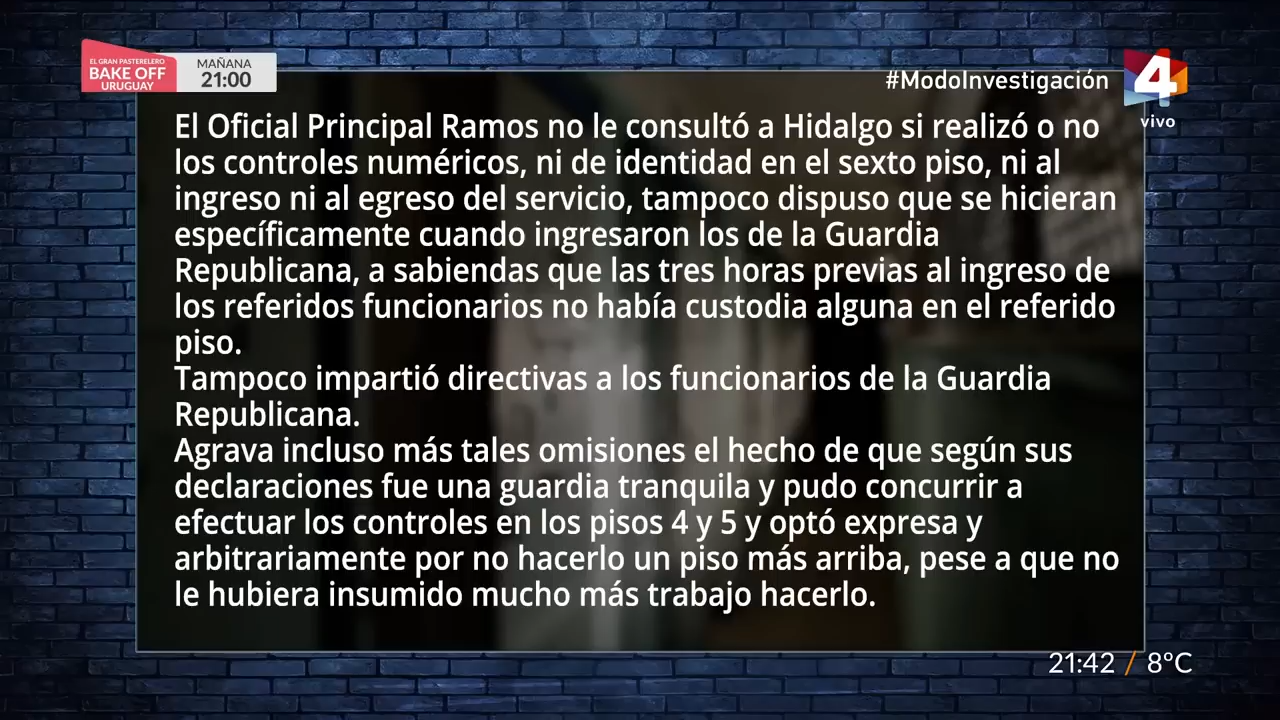 EL GRAN PASTERELERO
BAKE OFF
URUGUAY
MAÑANA
21:00
#ModoInvestigación
4
vivo
El Oficial Principal Ramos no le consultó a Hidalgo si realizó o no
los controles numéricos, ni de identidad en el sexto piso, ni al
ingreso ni al egreso del servicio, tampoco dispuso que se hicieran
específicamente cuando ingresaron los de la Guardia
Republicana, a sabiendas que las tres horas previas al ingreso de
los referidos funcionarios no había custodia alguna en el referido
piso.
Tampoco impartió directivas a los funcionarios de la Guardia
Republicana.
Agrava incluso más tales omisiones el hecho de que según sus
declaraciones fue una guardia tranquila y pudo concurrir a
efectuar los controles en los pisos 4 y 5 y optó expresa y
arbitrariamente por no hacerlo un piso más arriba, pese a que no
le hubiera insumido mucho más trabajo hacerlo.
21:42 / 8°C